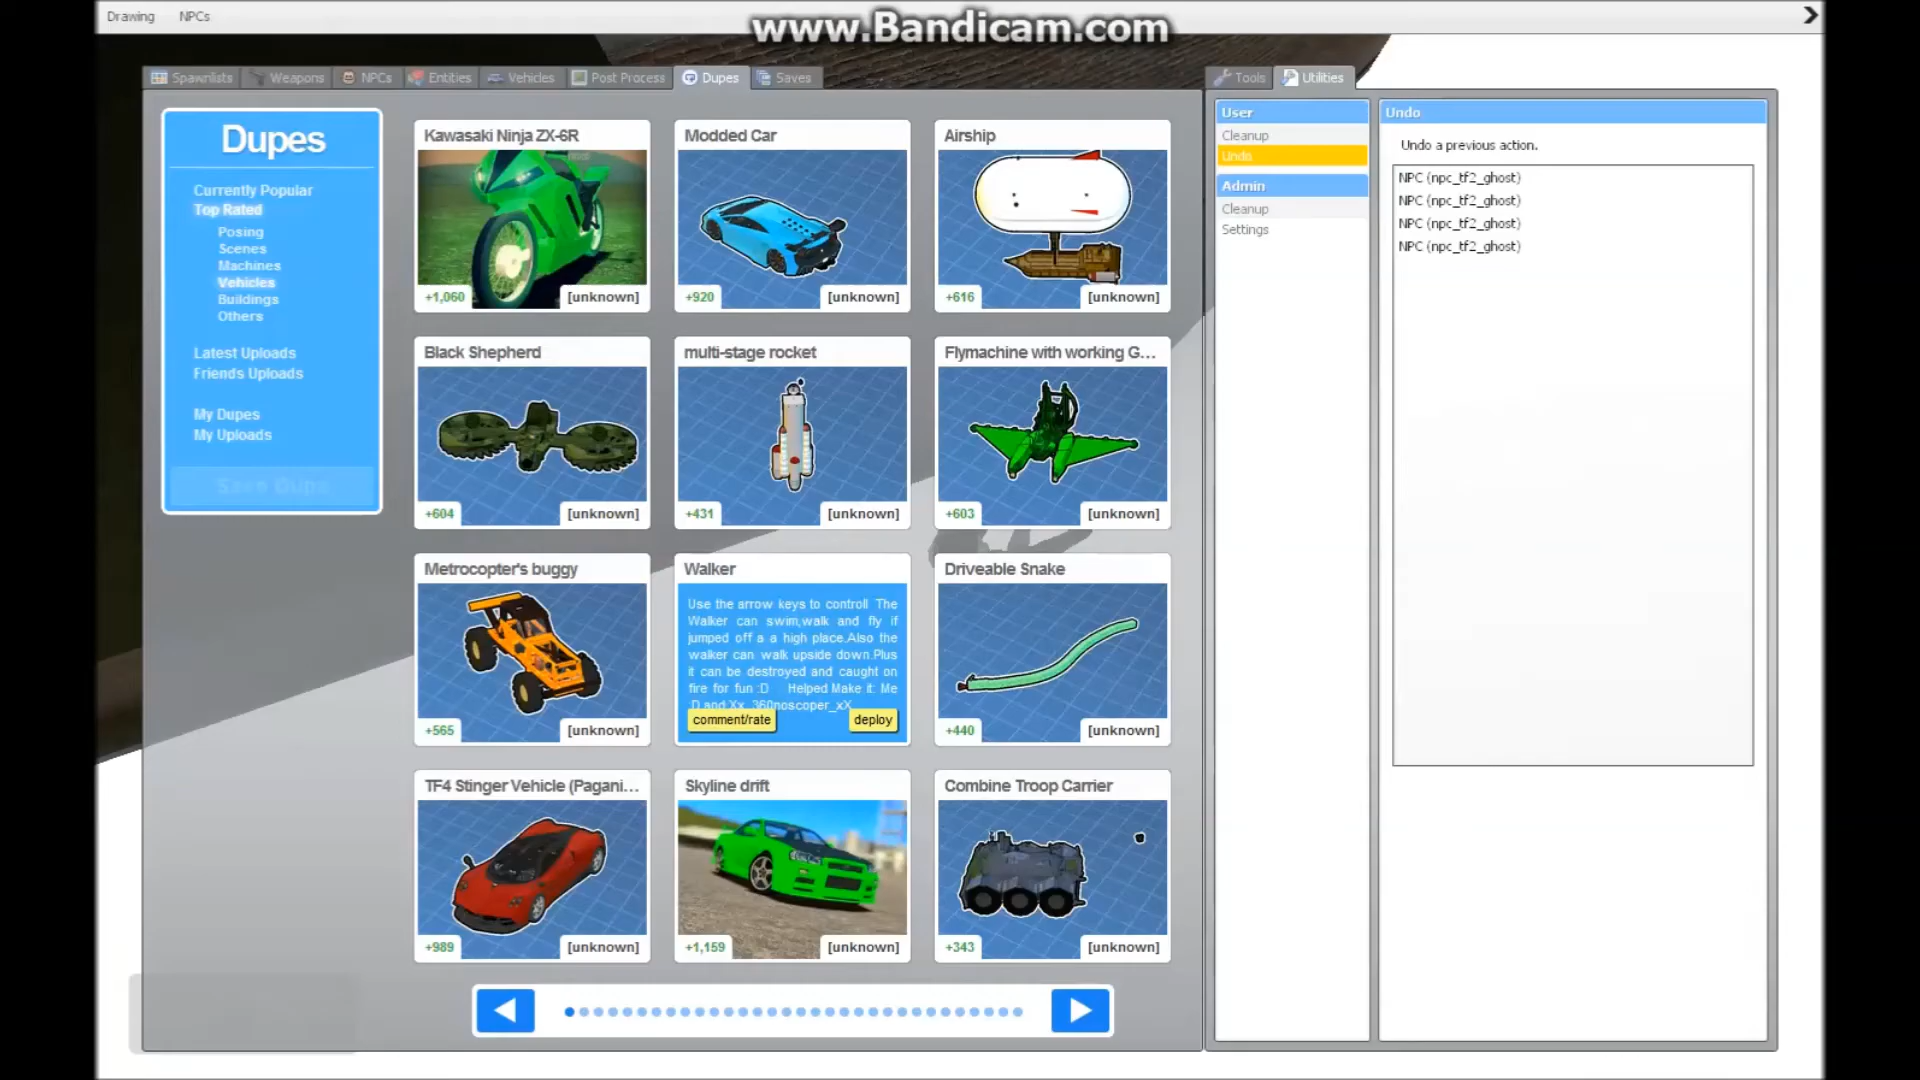 Drawing NPCs
www.Bandicam.com
Spawnlists Weapons NPCs Entities Vehicles Post Process Dupes Saves
Tools Utilities
Dupes
Currently Popular
Top Rated
Posing
Scenes
Machines
Vehicles
Buildings
Others
Latest Uploads
Friends Uploads
My Dupes
My Uploads
Save Dupe
Kawasaki Ninja ZX-6R
+1,060 [unknown]
Modded Car
+920 [unknown]
Airship
+616 [unknown]
Black Shepherd
+604 [unknown]
multi-stage rocket
+431 [unknown]
Flymachine with working G...
+603 [unknown]
Metrocopter's buggy
+565 [unknown]
Walker
Use the arrow keys to controll The
Walker can swim,walk and fly if
jumped off a a high place.Also the
walker can walk upside down.Plus
it can be destroyed and caught on
fire for fun :D Helped Make it: Me
:D and Xx_360noscoper_xX
comment/rate deploy
Driveable Snake
+440 [unknown]
TF4 Stinger Vehicle (Pagani...
+989 [unknown]
Skyline drift
+1,159 [unknown]
Combine Troop Carrier
+343 [unknown]
User
Cleanup
Undo
Admin
Cleanup
Settings
Undo
Undo a previous action.
NPC (npc_tf2_ghost)
NPC (npc_tf2_ghost)
NPC (npc_tf2_ghost)
NPC (npc_tf2_ghost)